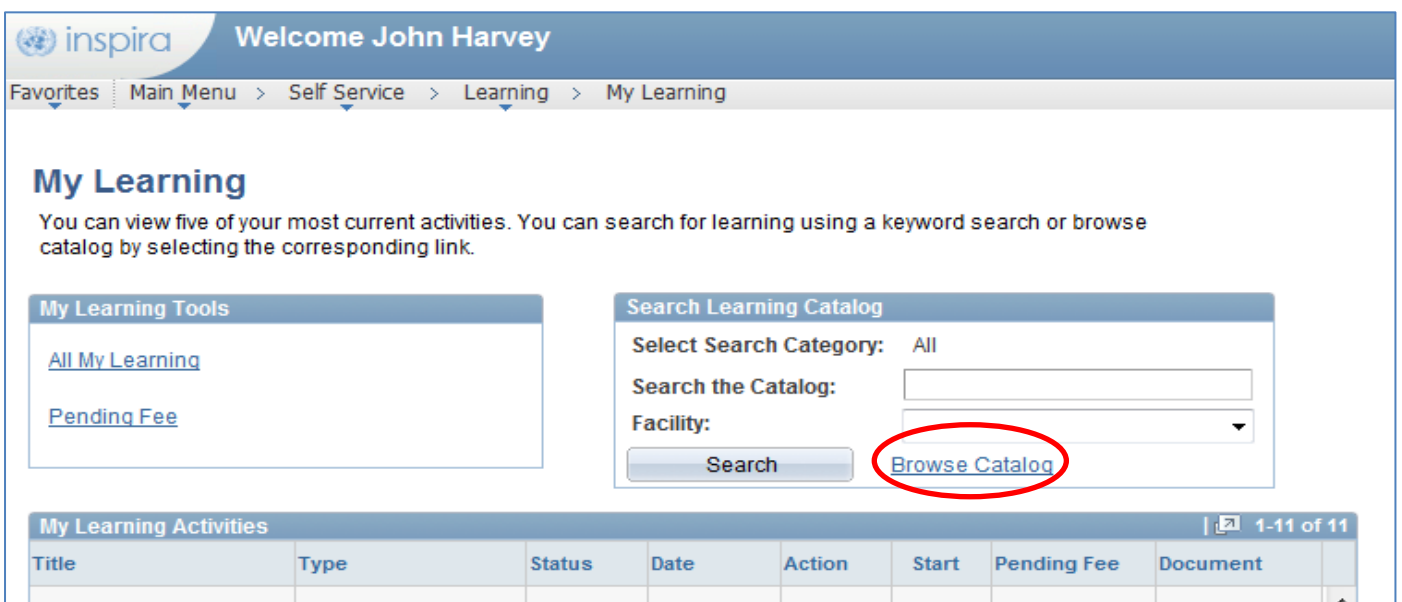 inspira Welcome John Harvey
Favorites Main Menu > Self Service > Learning > My Learning
My Learning
You can view five of your most current activities. You can search for learning using a keyword search or browse
catalog by selecting the corresponding link.
My Learning Tools
All My Learning
Pending Fee
Search Learning Catalog
Select Search Category: All
Search the Catalog:
Facility:
Search Browse Catalog
My Learning Activities | 1-11 of 11
Title Type Status Date Action Start Pending Fee Document